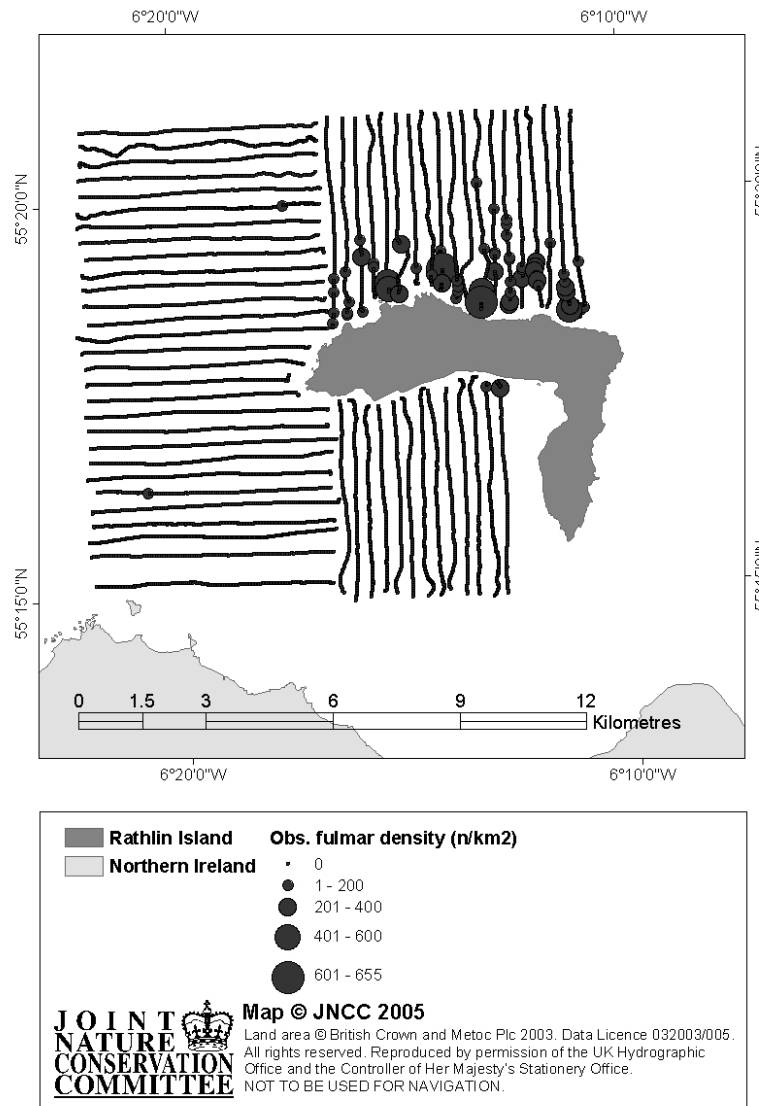 6°20'0"W 6°10'0"W
55°20'0"N
55°15'0"N
0 1.5 3 6 9 12
Kilometres
6°20'0"W 6°10'0"W
Rathlin Island
Northern Ireland
Obs. fulmar density (n/km2)
0
1 - 200
201 - 400
401 - 600
601 - 655
JOINT
NATURE
CONSERVATION
COMMITTEE
Map © JNCC 2005
Land area © British Crown and Metoc Plc 2003. Data Licence 032003/005.
All rights reserved. Reproduced by permission of the UK Hydrographic
Office and the Controller of Her Majesty's Stationery Office.
NOT TO BE USED FOR NAVIGATION.